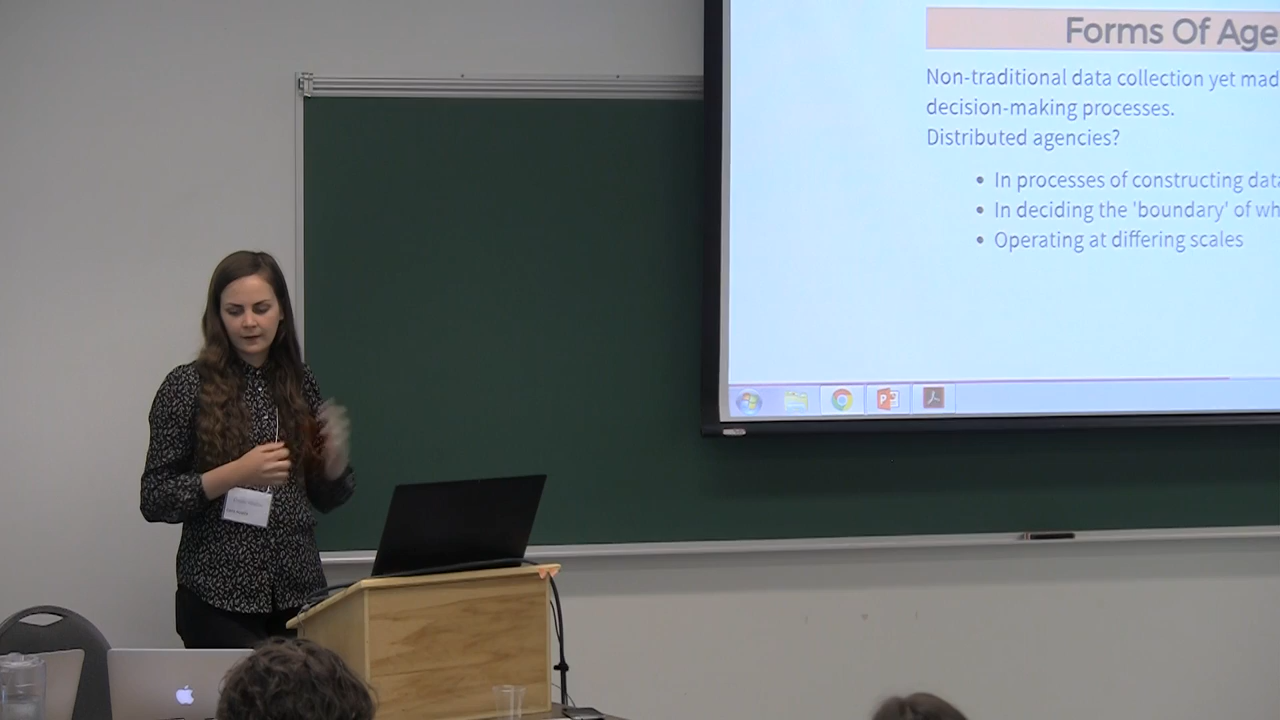 Forms Of Age
Non-traditional data collection yet mad
decision-making processes.
Distributed agencies?
• In processes of constructing data
• In deciding the 'boundary' of wh
• Operating at differing scales